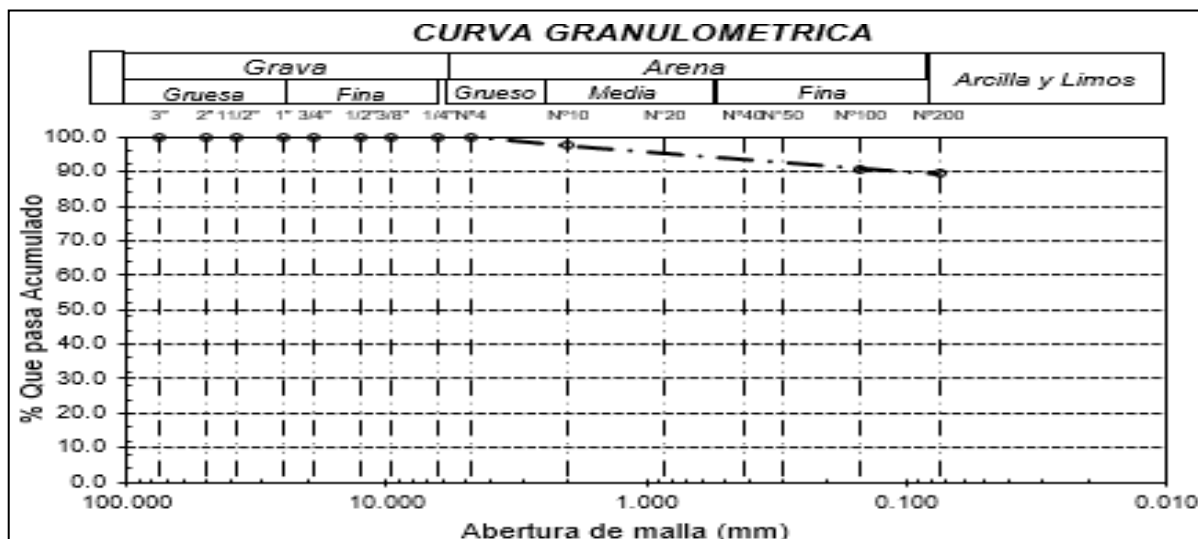 CURVA GRANULOMETRICA
Grava Arena Arcilla y Limos
Gruesa Fina Grueso Media Fina
3" 2" 11/2" 1" 3/4" 1/2" 3/8" 1/4" Nº4 Nº10 Nº20 Nº40 Nº50 Nº100 Nº200
% Que pasa Acumulado
100.0
90.0
80.0
70.0
60.0
50.0
40.0
30.0
20.0
10.0
0.0
100.000 10.000 1.000 0.100 0.010
Abertura de malla (mm)